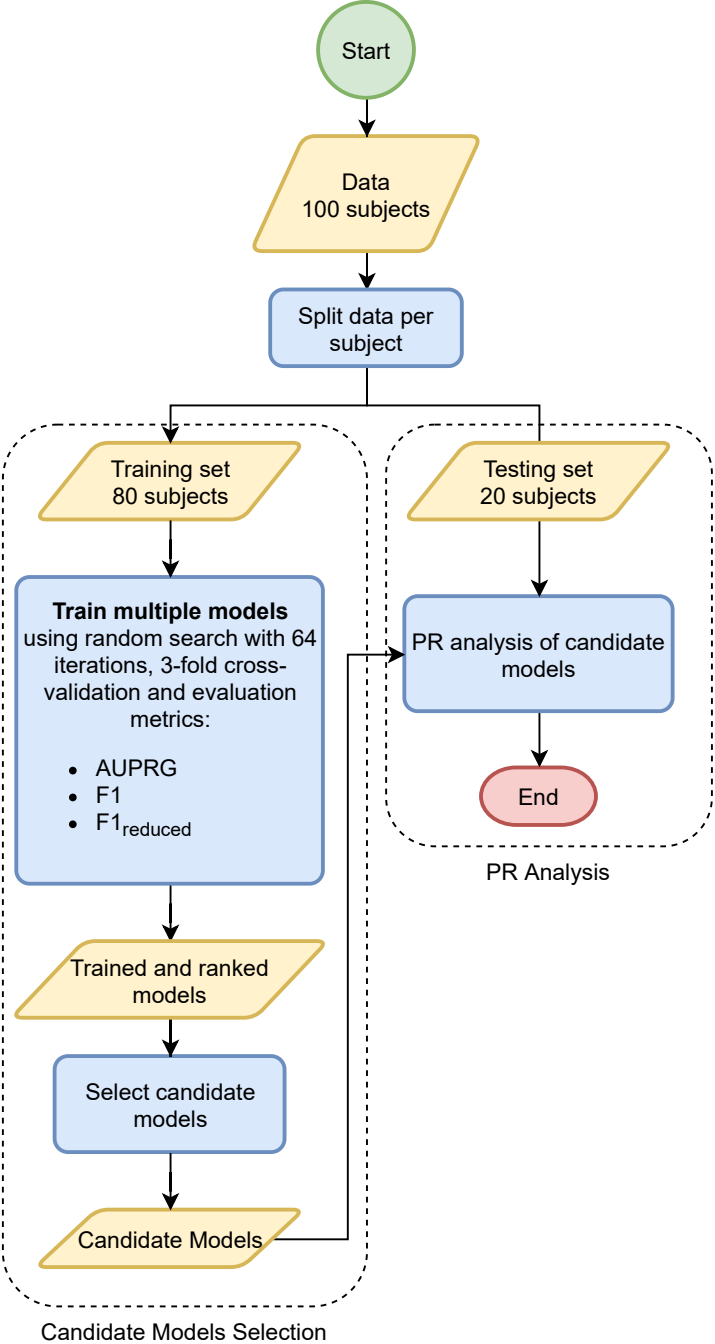 Start
Data
100 subjects
Split data per
subject
Training set
80 subjects
Train multiple models
using random search with 64
iterations, 3-fold cross-
validation and evaluation
metrics:
• AUPRG
• F1
• F1reduced
Trained and ranked
models
Select candidate
models
Candidate Models
Candidate Models Selection
Testing set
20 subjects
PR analysis of candidate
models
End
PR Analysis